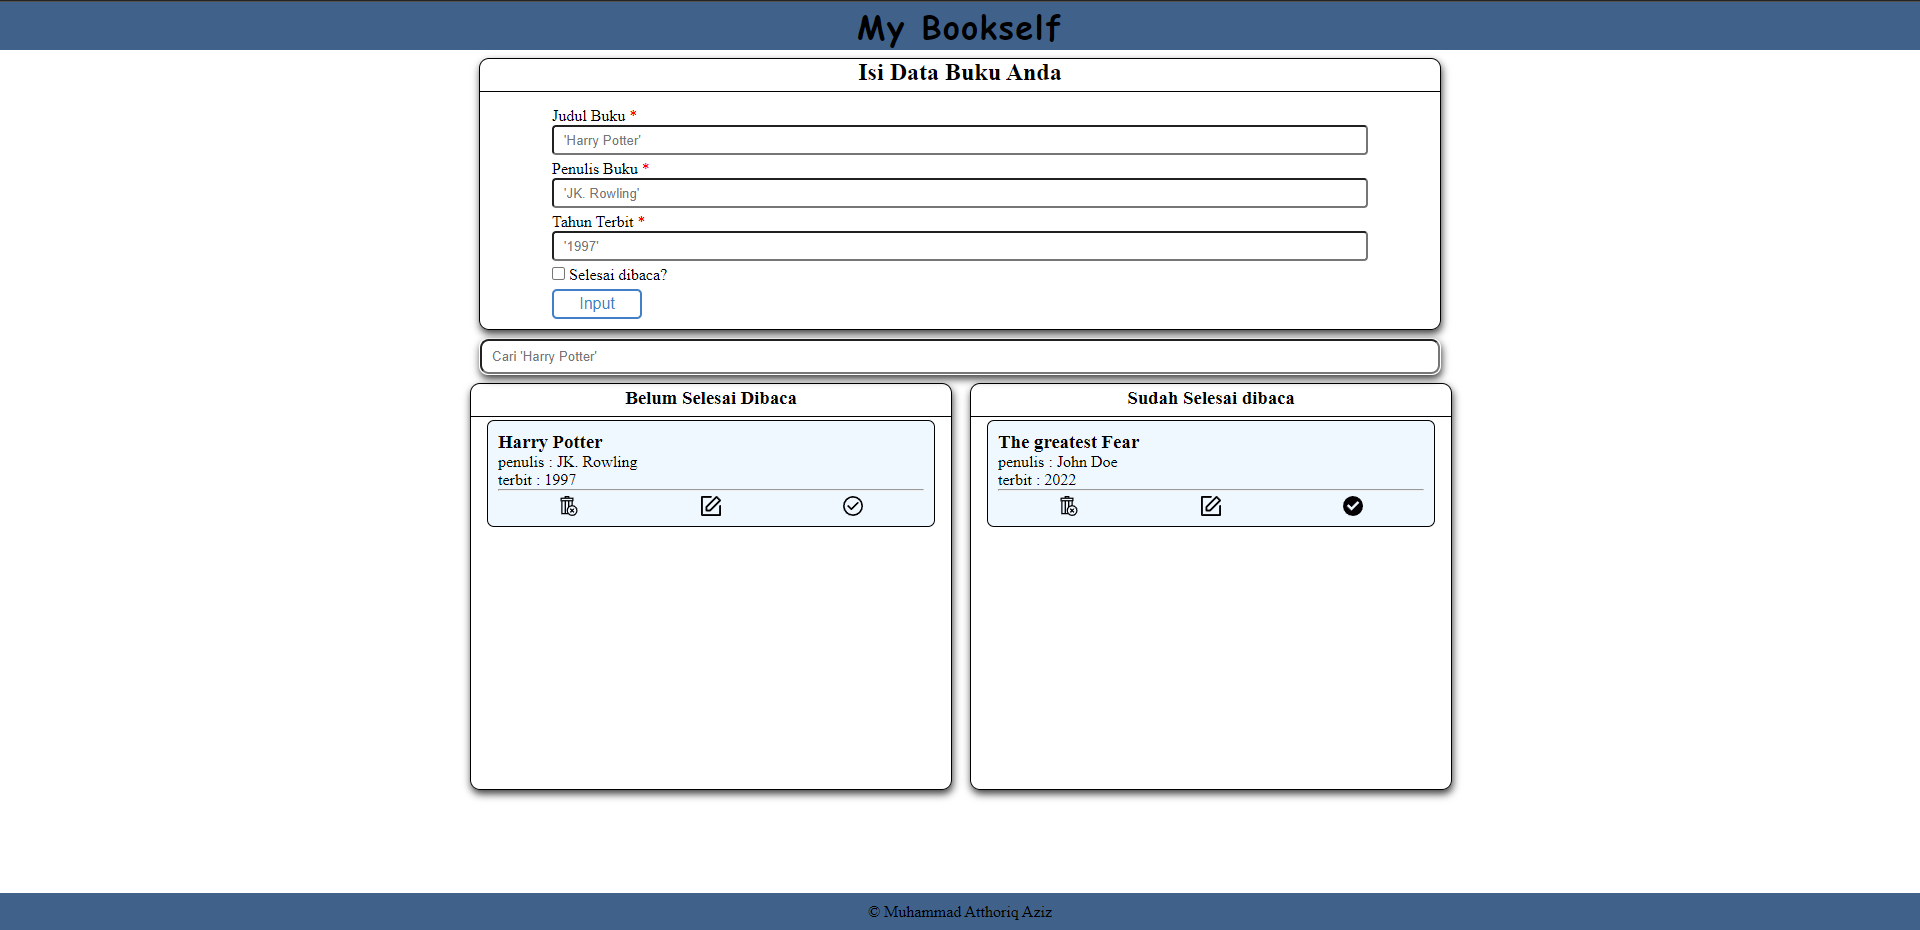 My Bookself
Isi Data Buku Anda
Judul Buku *
'Harry Potter'
Penulis Buku *
'JK. Rowling'
Tahun Terbit *
'1997'
Selesai dibaca?
Input
Cari 'Harry Potter'
Belum Selesai Dibaca
Harry Potter
penulis : JK. Rowling
terbit : 1997
Sudah Selesai dibaca
The greatest Fear
penulis : John Doe
terbit : 2022
© Muhammad Atthoriq Aziz